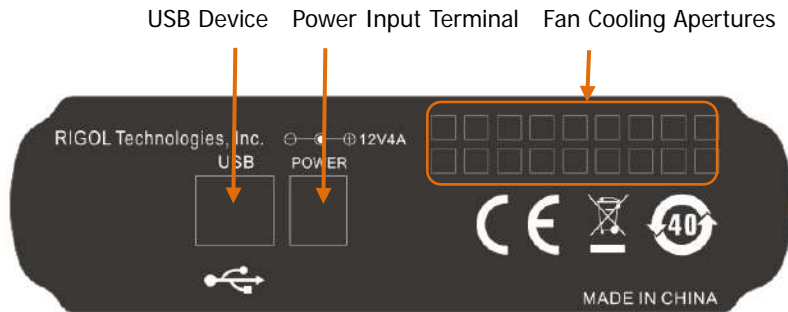 USB Device Power Input Terminal Fan Cooling Apertures
RIGOL Technologies, Inc. 12V4A
USB POWER
CE 40
MADE IN CHINA